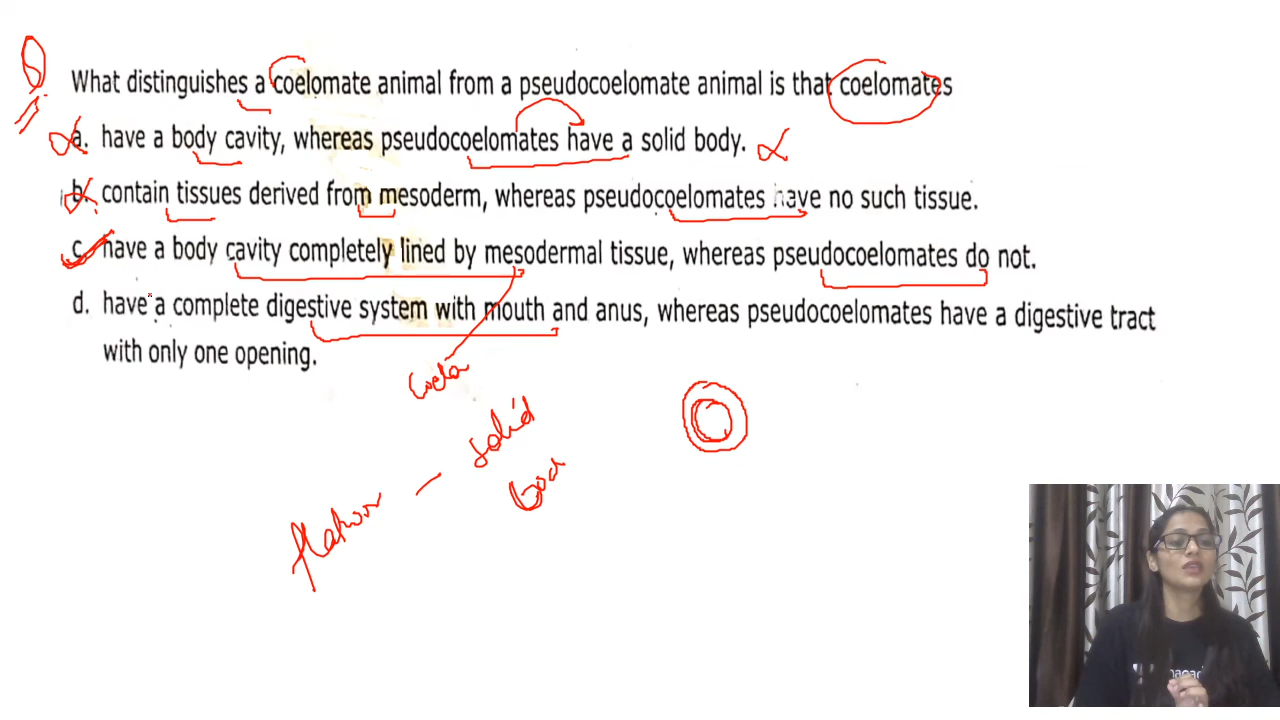 Q.
What distinguishes a coelomate animal from a pseudocoelomate animal is that coelomates
a. have a body cavity, whereas pseudocoelomates have a solid body.
b. contain tissues derived from mesoderm, whereas pseudocoelomates have no such tissue.
c. have a body cavity completely lined by mesodermal tissue, whereas pseudocoelomates do not.
d. have a complete digestive system with mouth and anus, whereas pseudocoelomates have a digestive tract
with only one opening.
solid